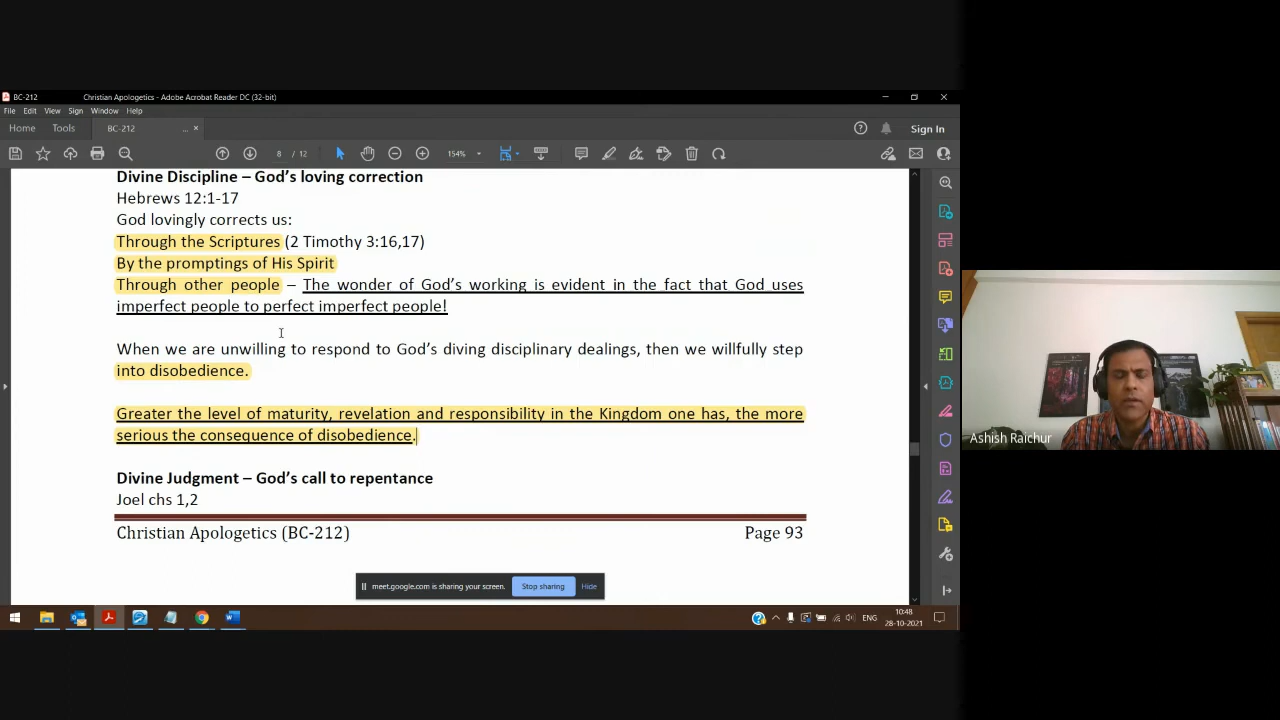 BC-212
Christian Apologetics - Adobe Acrobat Reader DC (32-bit)
File Edit View Sign Window Help
Home Tools BC-212 ... × Sign In
8 / 12 154%
Divine Discipline – God’s loving correction
Hebrews 12:1-17
God lovingly corrects us:
Through the Scriptures (2 Timothy 3:16,17)
By the promptings of His Spirit
Through other people – The wonder of God’s working is evident in the fact that God uses
imperfect people to perfect imperfect people!
When we are unwilling to respond to God’s diving disciplinary dealings, then we willfully step
into disobedience.
Greater the level of maturity, revelation and responsibility in the Kingdom one has, the more
serious the consequence of disobedience.
Divine Judgment – God’s call to repentance
Joel chs 1,2
Christian Apologetics (BC-212) Page 93
meet.google.com is sharing your screen. Stop sharing Hide
ENG 10:48
28-10-2021
Ashish Raichur